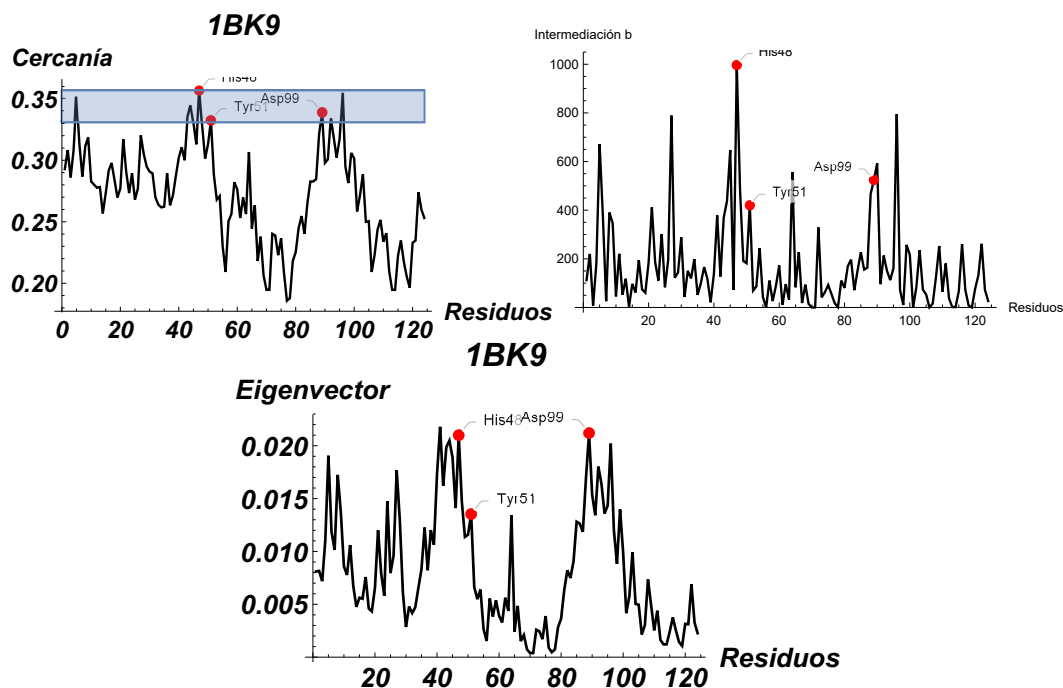 1BK9
Cercanía
His48
Tyr51
Asp99
0.35
0.30
0.25
0.20
0 20 40 60 80 100 120
Residuos
Intermediación b
His48
Asp99
Tyr51
1000
800
600
400
200
20 40 60 80 100 120
Residuos
1BK9
Eigenvector
His48
Asp99
Tyr51
0.020
0.015
0.010
0.005
20 40 60 80 100 120
Residuos